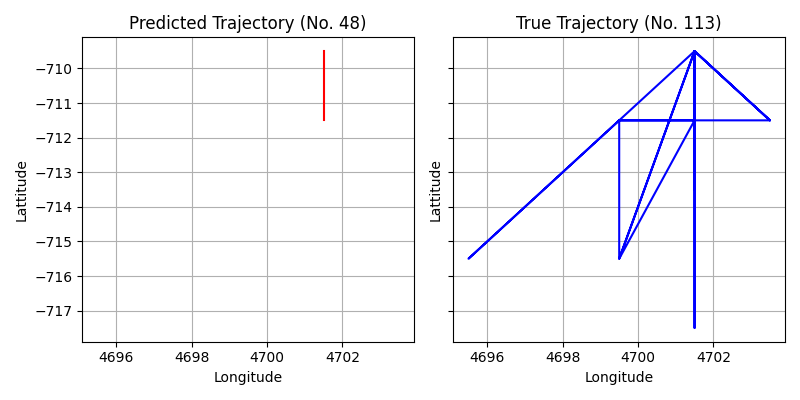 Predicted Trajectory (No. 48)
True Trajectory (No. 113)
−710
−711
−712
−713
−714
−715
−716
−717
Lattitude
Lattitude
4696
4698
4700
4702
4696
4698
4700
4702
Longitude
Longitude